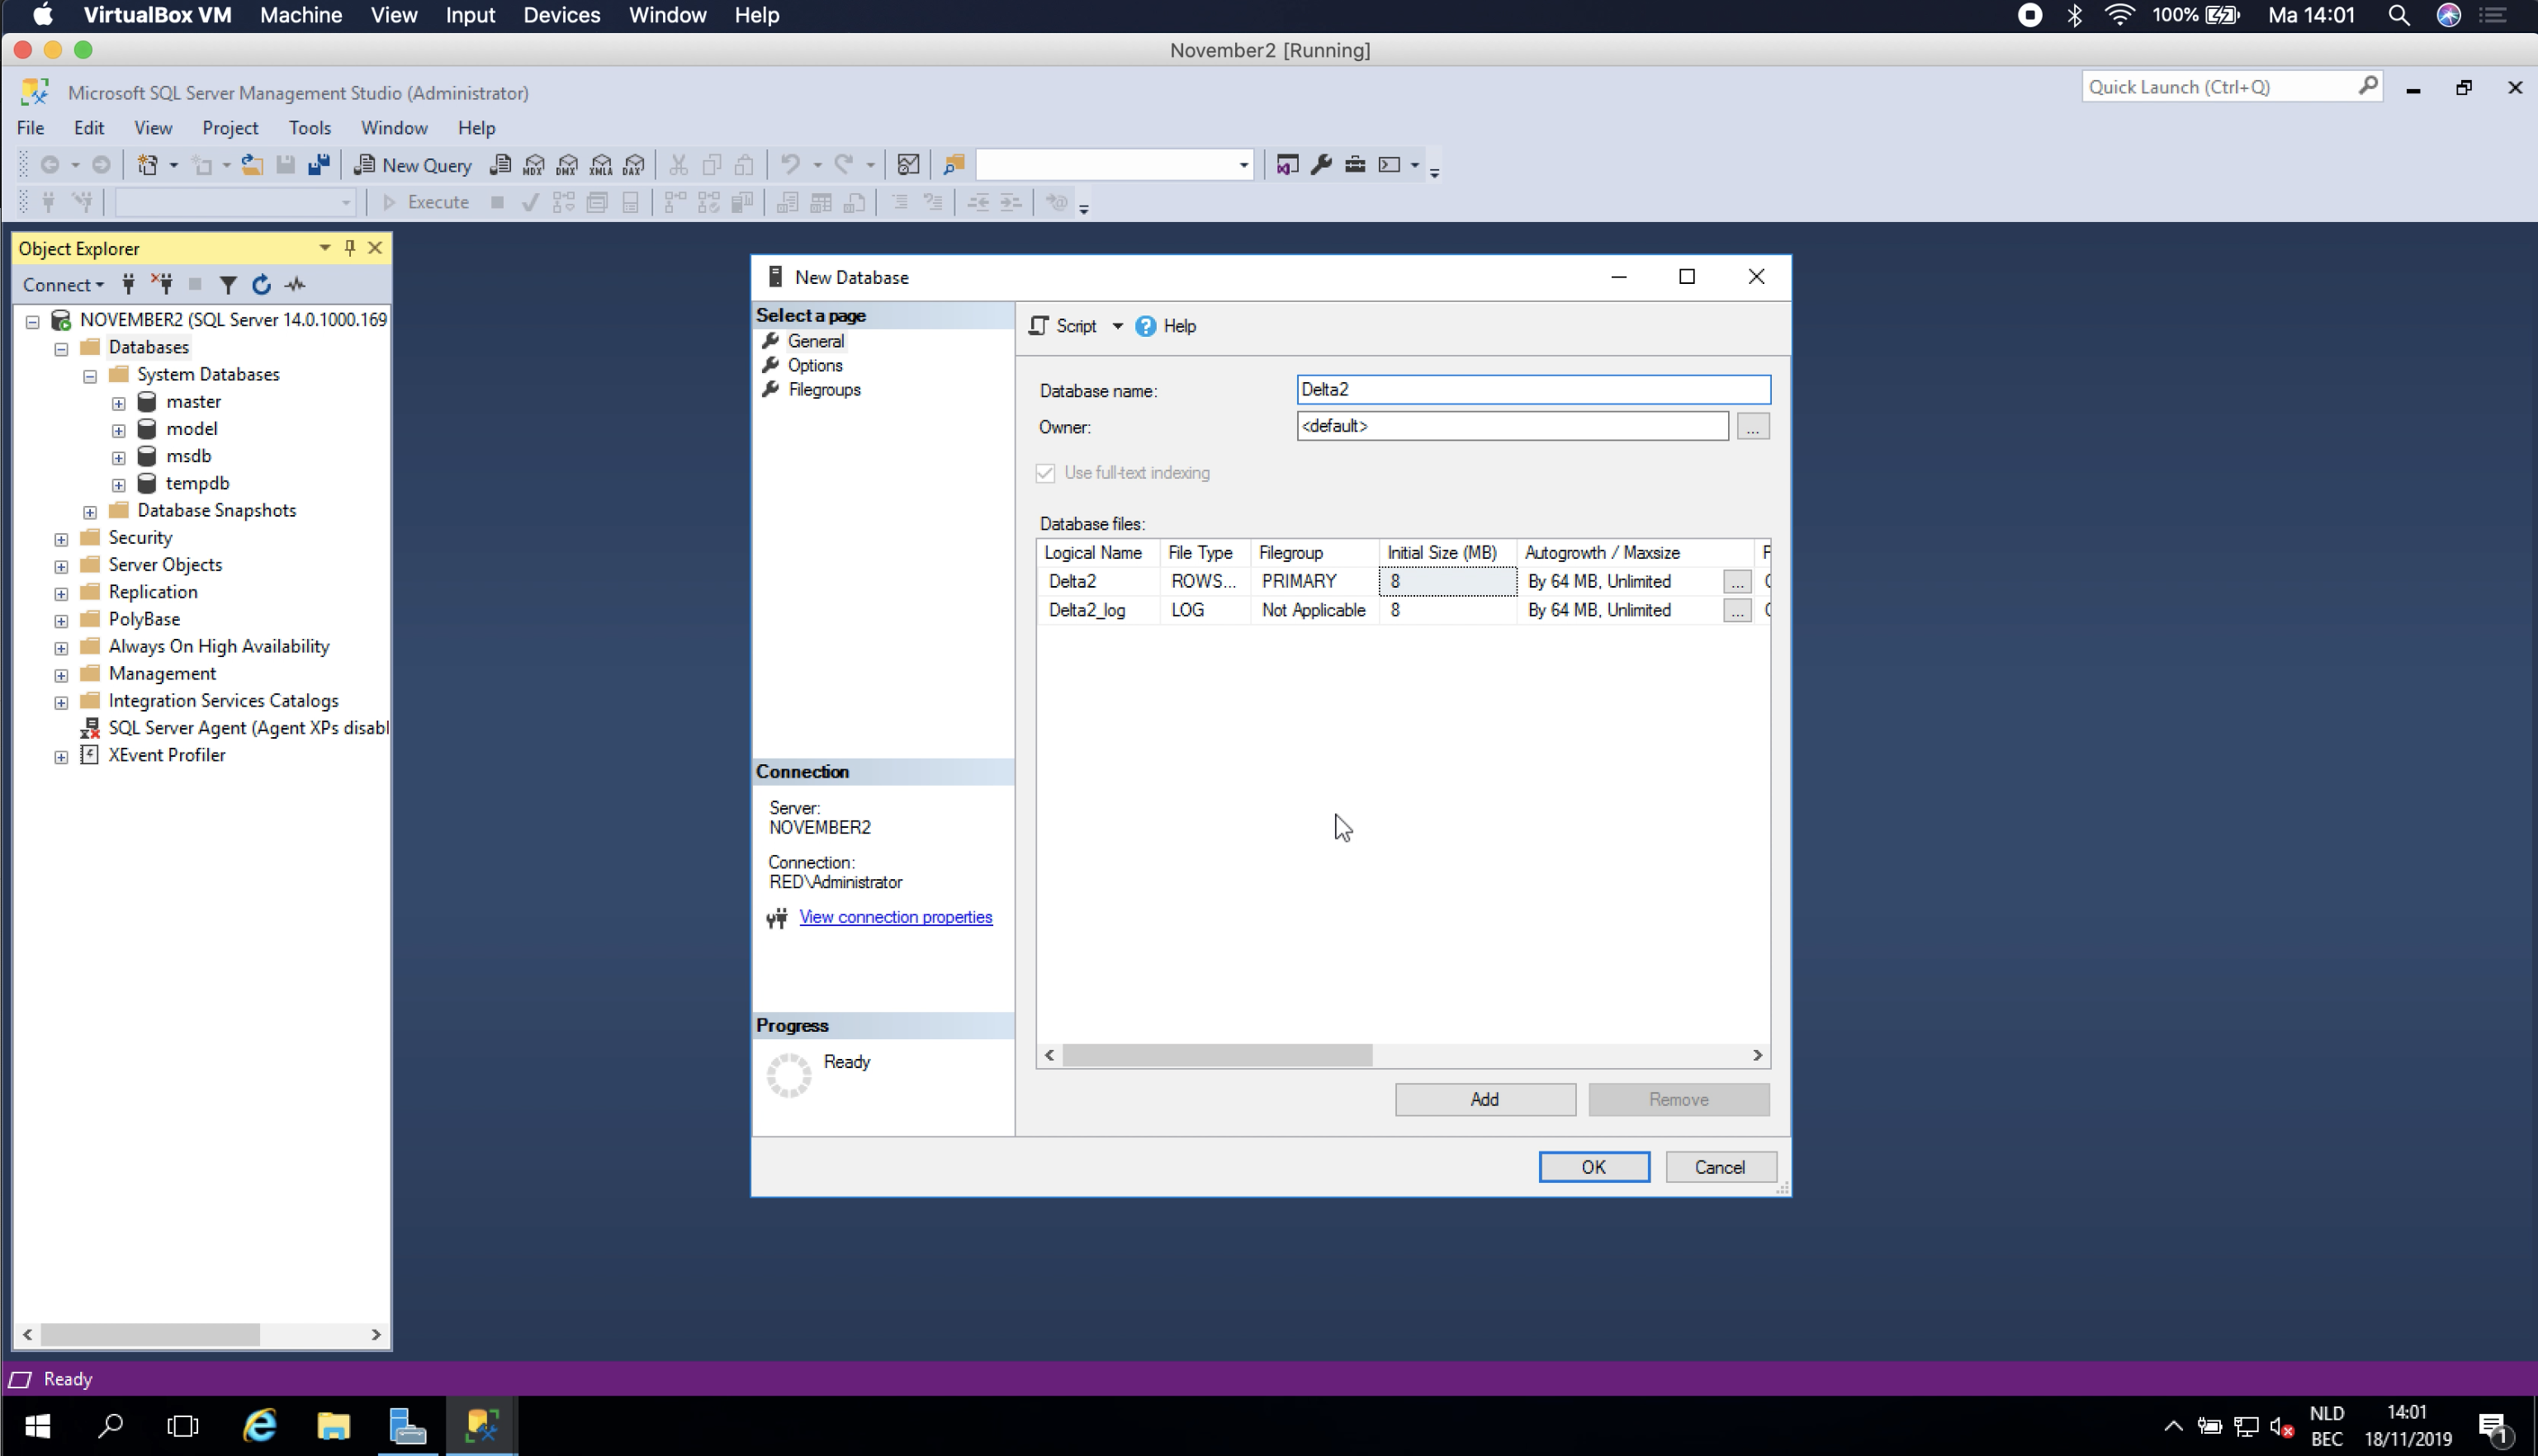 VirtualBox VM Machine View Input Devices Window Help 100% Ma 14:01
November2 [Running]
Microsoft SQL Server Management Studio (Administrator) Quick Launch (Ctrl+Q)
File Edit View Project Tools Window Help
New Query MDX DMX XMLA DAX
Execute
Object Explorer
Connect
NOVEMBER2 (SQL Server 14.0.1000.169
Databases
System Databases
master
model
msdb
tempdb
Database Snapshots
Security
Server Objects
Replication
PolyBase
Always On High Availability
Management
Integration Services Catalogs
SQL Server Agent (Agent XPs disabl
XEvent Profiler
New Database
Select a page
General
Options
Filegroups
Script Help
Database name: Delta2
Owner: <default> ...
Use full-text indexing
Database files:
Logical Name File Type Filegroup Initial Size (MB) Autogrowth / Maxsize
Delta2 ROWS... PRIMARY 8 By 64 MB, Unlimited ...
Delta2_log LOG Not Applicable 8 By 64 MB, Unlimited ...
Connection
Server:
NOVEMBER2
Connection:
RED\Administrator
View connection properties
Progress
Ready
Add Remove
OK Cancel
Ready
NLD 14:01
BEC 18/11/2019 1